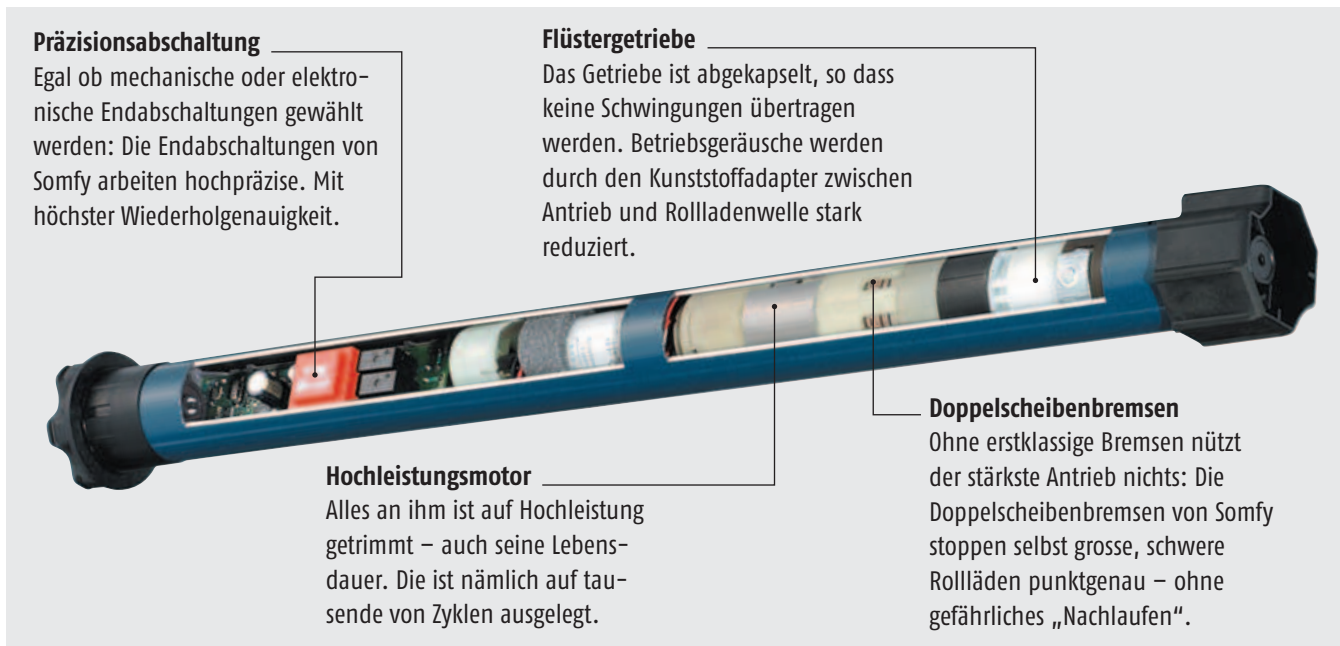 Präzisionsabschaltung
Egal ob mechanische oder elektro-
nische Endabschaltungen gewählt
werden: Die Endabschaltungen von
Somfy arbeiten hochpräzise. Mit
höchster Wiederholgenauigkeit.
Flüstergetriebe
Das Getriebe ist abgekapselt, so dass
keine Schwingungen übertragen
werden. Betriebsgeräusche werden
durch den Kunststoffadapter zwischen
Antrieb und Rollladenwelle stark
reduziert.
Hochleistungsmotor
Alles an ihm ist auf Hochleistung
getrimmt – auch seine Lebens-
dauer. Die ist nämlich auf tau-
sende von Zyklen ausgelegt.
Doppelscheibenbremsen
Ohne erstklassige Bremsen nützt
der stärkste Antrieb nichts: Die
Doppelscheibenbremsen von Somfy
stoppen selbst grosse, schwere
Rollläden punktgenau – ohne
gefährliches „Nachlaufen“.